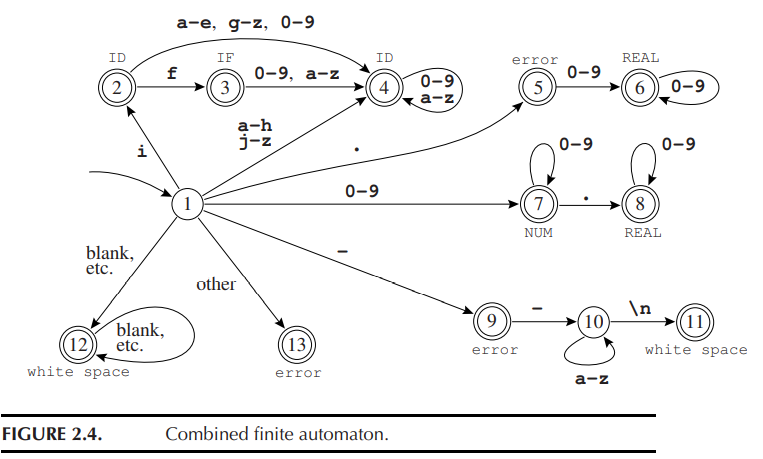 a-e, g-z, 0-9
ID
IF
ID
error
REAL
2
f
3
0-9, a-z
4
0-9
a-z
5
0-9
6
0-9
a-h
j-z
i
.
0-9
0-9
1
0-9
7
.
8
NUM
REAL
blank,
etc.
other
–
12
blank,
etc.
13
9
–
10
\n
11
white space
error
error
white space
a-z
FIGURE 2.4. Combined finite automaton.